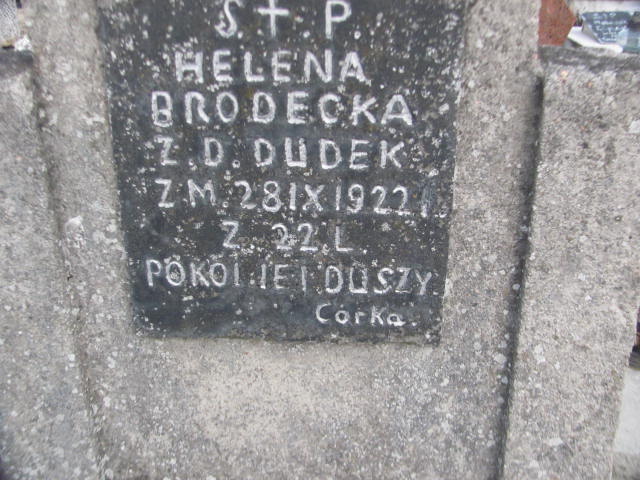 Ś. † P.
HELENA
BRODECKA
Z. D. DUDEK
Z M. 28 IX 1922 r.
Z. 22 L
POKÓJ JEJ DUSZY
Córka.